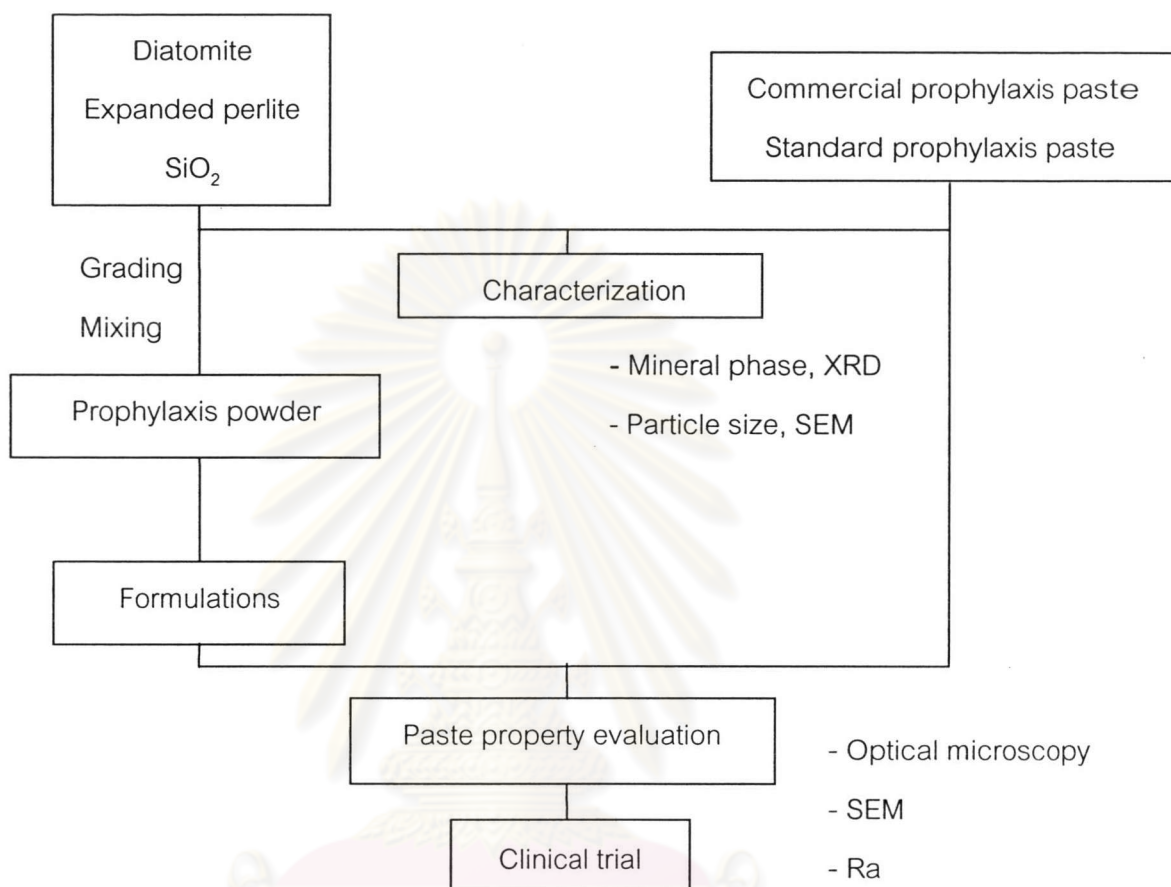 Diatomite
Expanded perlite
SiO₂
Commercial prophylaxis paste
Standard prophylaxis paste
Grading
Mixing
Characterization
- Mineral phase, XRD
- Particle size, SEM
Prophylaxis powder
Formulations
Paste property evaluation
- Optical microscopy
- SEM
- Ra
Clinical trial